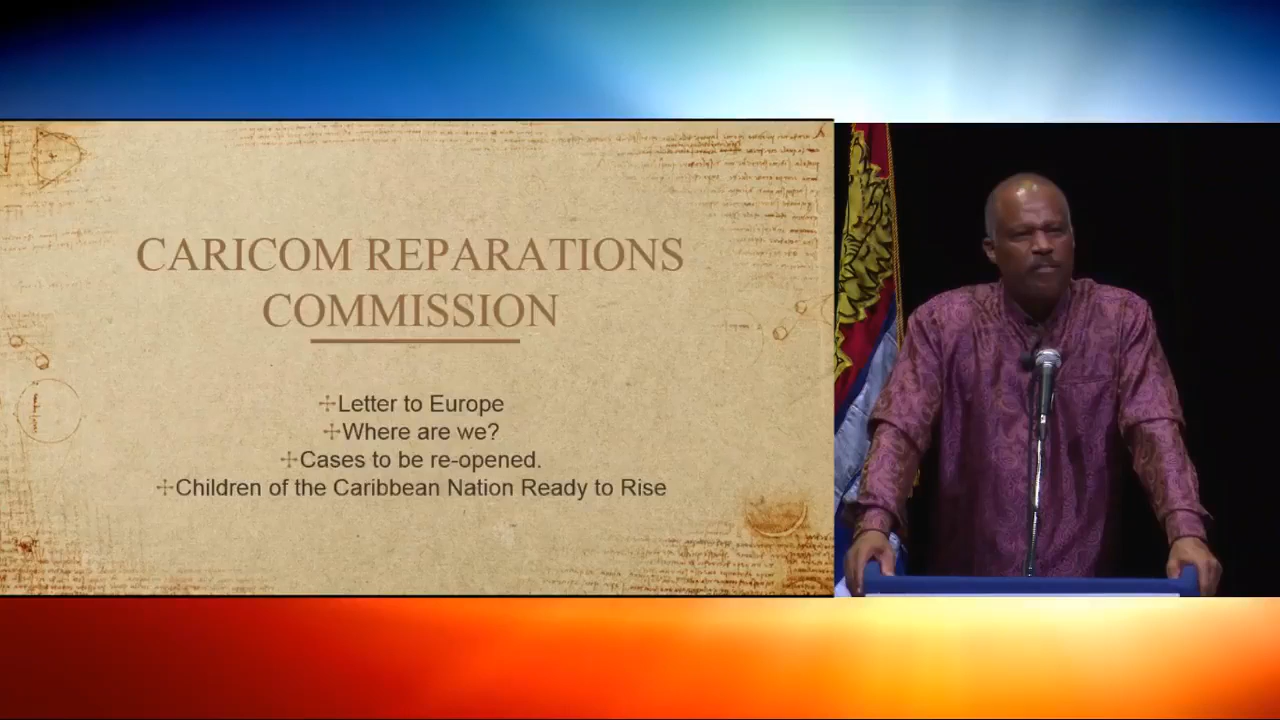 CARICOM REPARATIONS
COMMISSION
Letter to Europe
Where are we?
Cases to be re-opened.
Children of the Caribbean Nation Ready to Rise